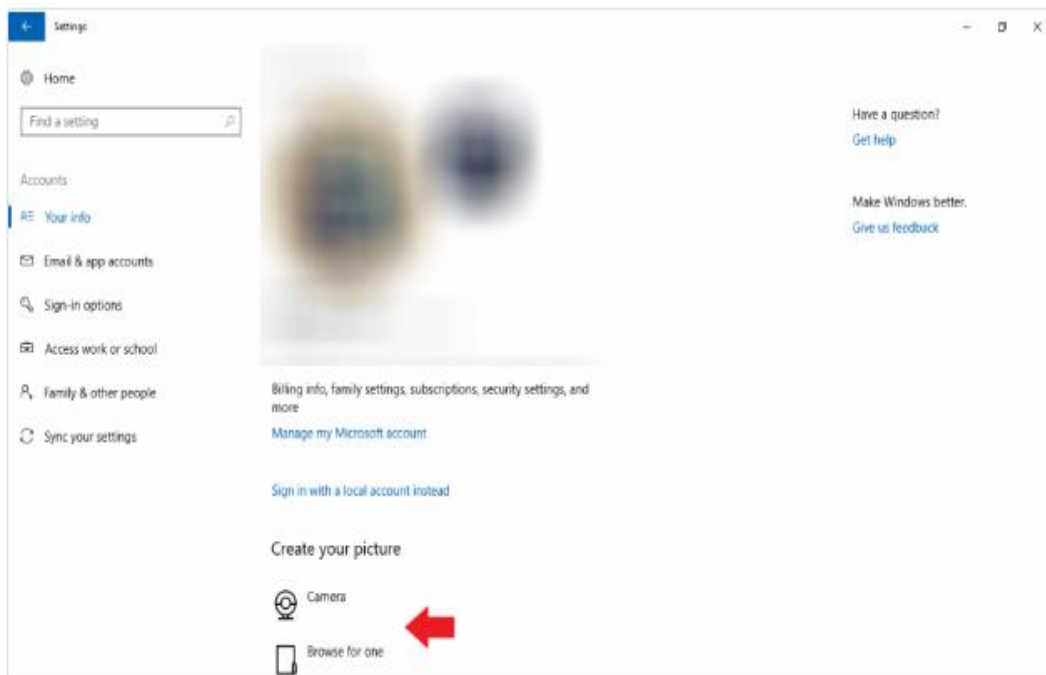 Settings
Home
Find a setting
Accounts
Your info
Email & app accounts
Sign-in options
Access work or school
Family & other people
Sync your settings
Billing info, family settings, subscriptions, security settings, and
more
Manage my Microsoft account
Sign in with a local account instead
Create your picture
Camera
Browse for one
Have a question?
Get help
Make Windows better.
Give us feedback